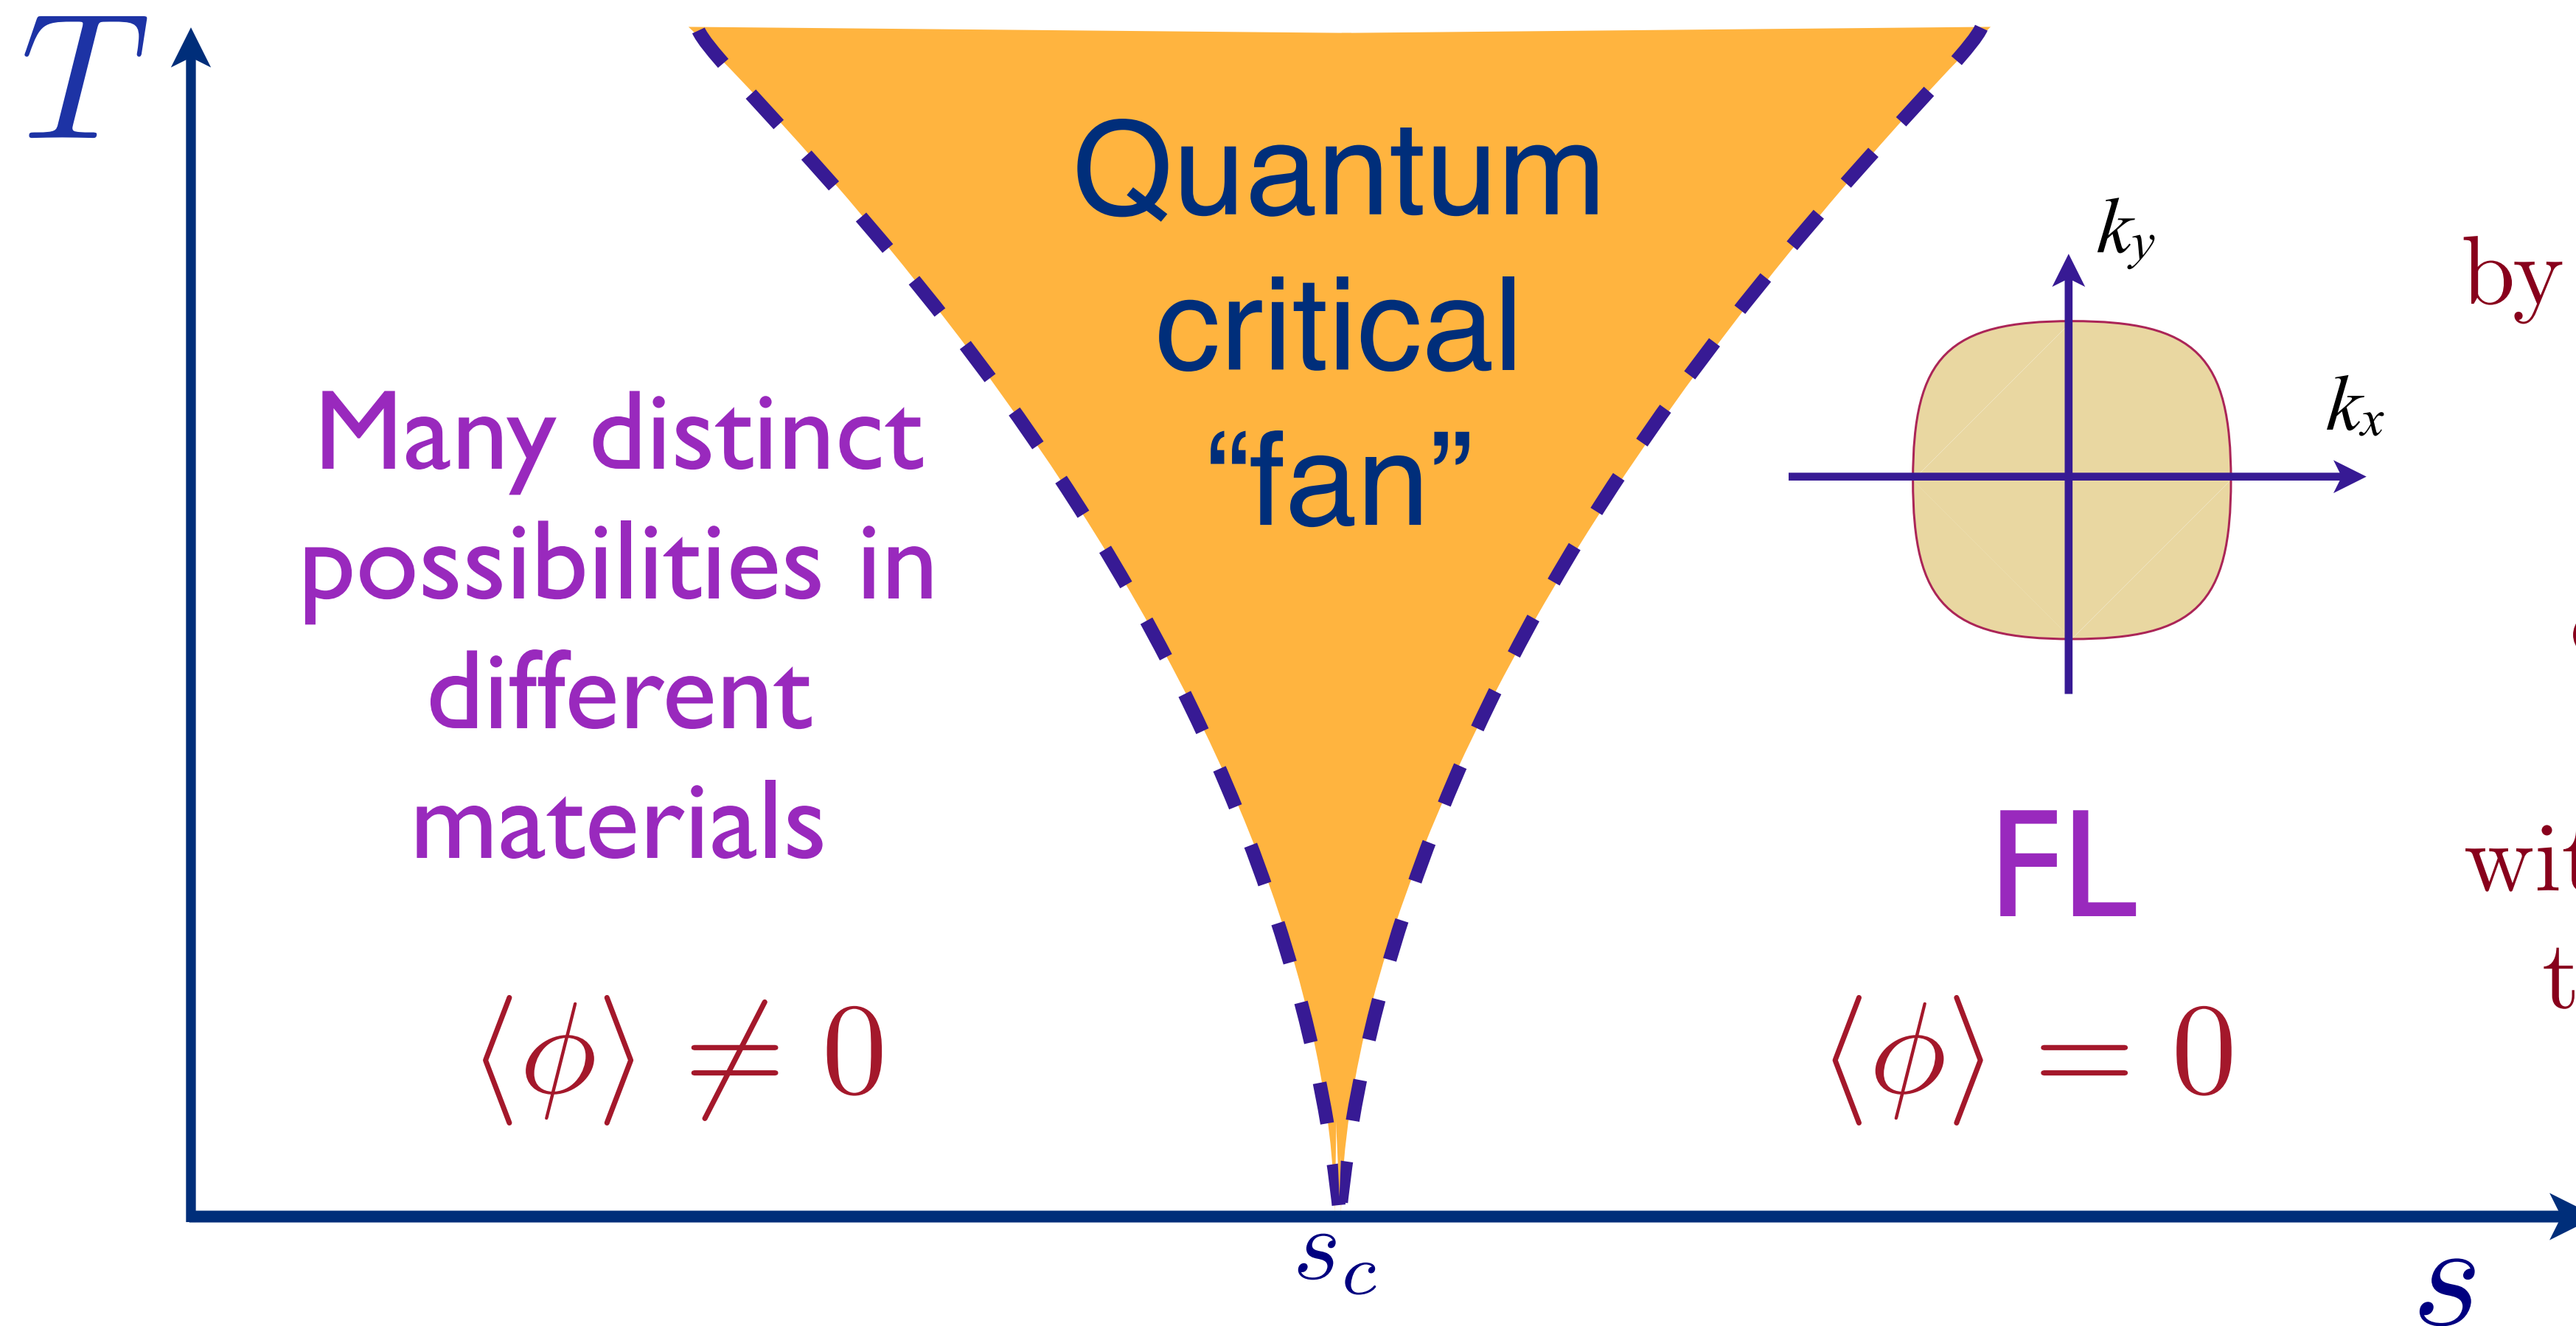 T
Quantum
critical
“fan”
Many distinct
possibilities in
different
materials
k_y
k_x
by
FL
⟨ϕ⟩ ≠ 0
⟨ϕ⟩ = 0
s_c
s